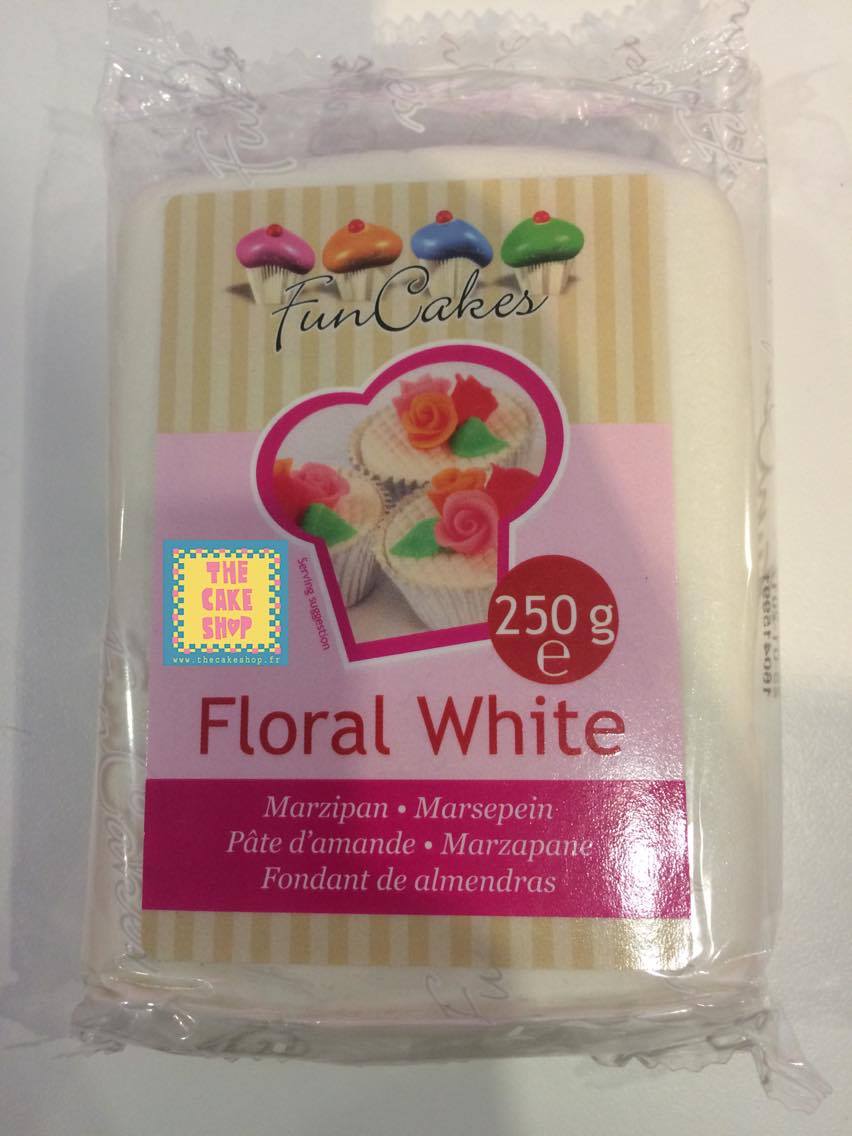 FunCakes
Serving suggestion
THE
CAKE
SHOP
www.thecakeshop.fr
250 g
e
Floral White
Marzipan • Marsepein
Pâte d'amande • Marzapane
Fondant de almendras